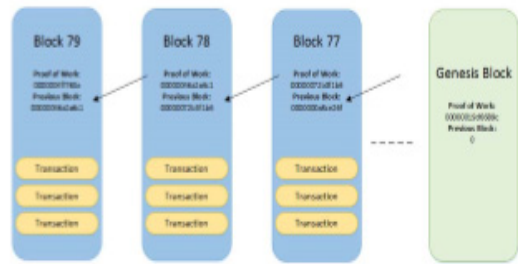 Block 79
Proof of Work:
Previous Block:
Transaction
Transaction
Transaction
Block 78
Proof of Work:
Previous Block:
Transaction
Transaction
Transaction
Block 77
Proof of Work:
Previous Block:
Transaction
Transaction
Transaction
Genesis Block
Proof of Work:
Previous Block:
0